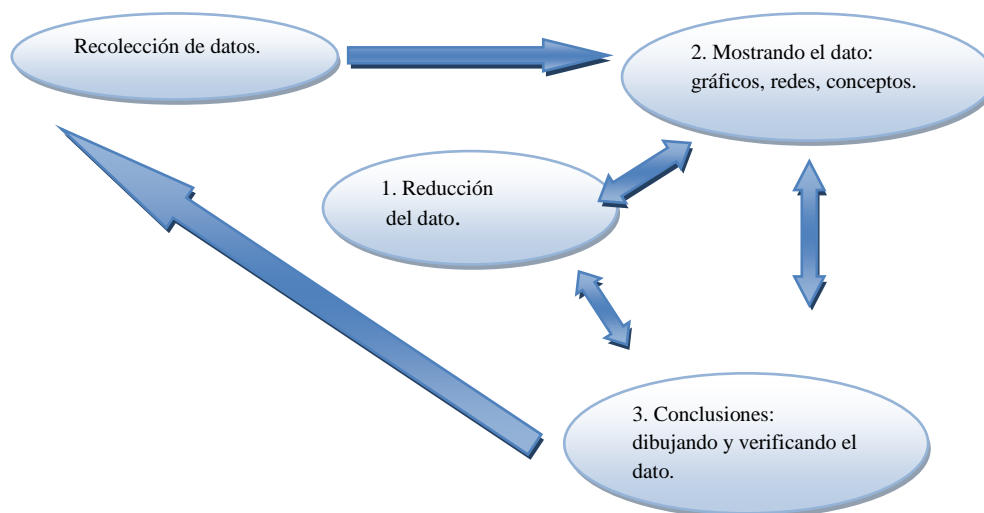 Recolección de datos.
2. Mostrando el dato:
gráficos, redes, conceptos.
1. Reducción
del dato.
3. Conclusiones:
dibujando y verificando el
dato.